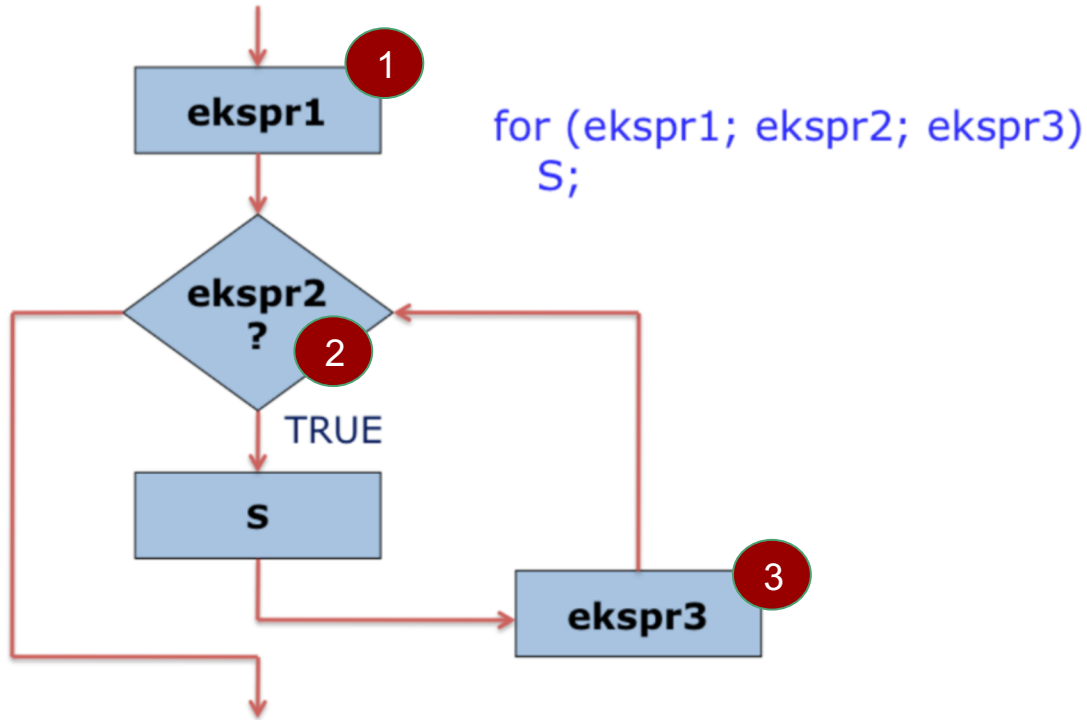 1
ekspr1
for (ekspr1; ekspr2; ekspr3)
S;
ekspr2
?
2
TRUE
S
3
ekspr3